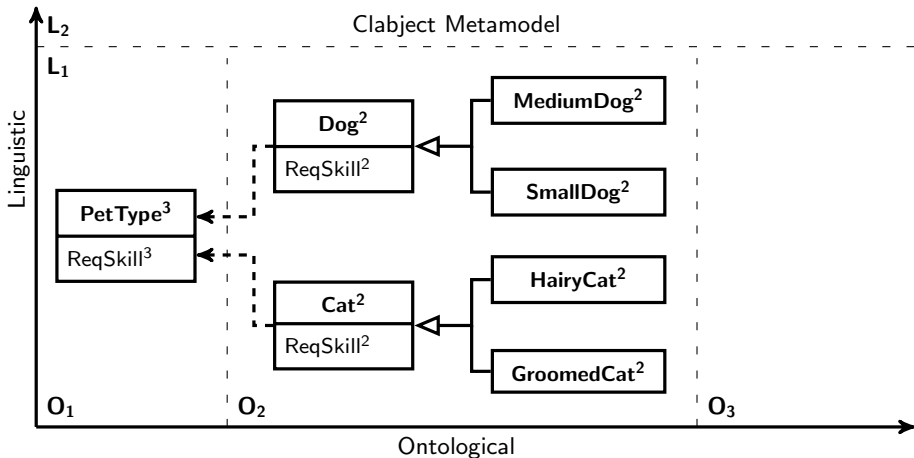 L₂
Clabject Metamodel
L₁
Linguistic
MediumDog²
Dog²
ReqSkill²
SmallDog²
PetType³
ReqSkill³
HairyCat²
Cat²
ReqSkill²
GroomedCat²
O₁
O₂
O₃
Ontological